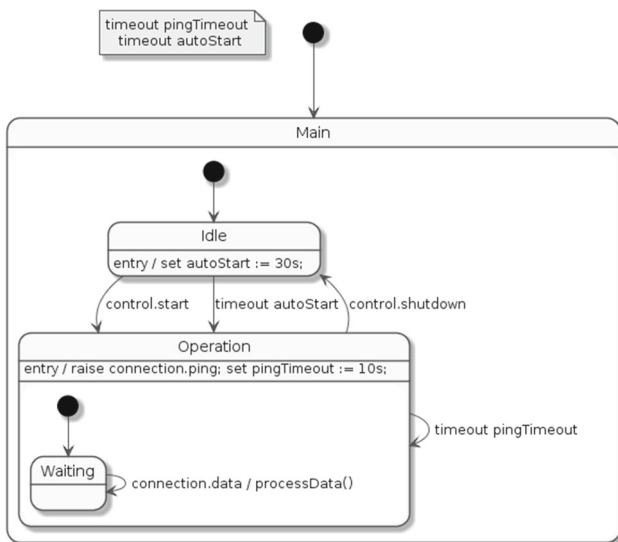 timeout pingTimeout
timeout autoStart
Main
Idle
entry / set autoStart := 30s;
control.start
timeout autoStart
control.shutdown
Operation
entry / raise connection.ping; set pingTimeout := 10s;
timeout pingTimeout
Waiting
connection.data / processData()